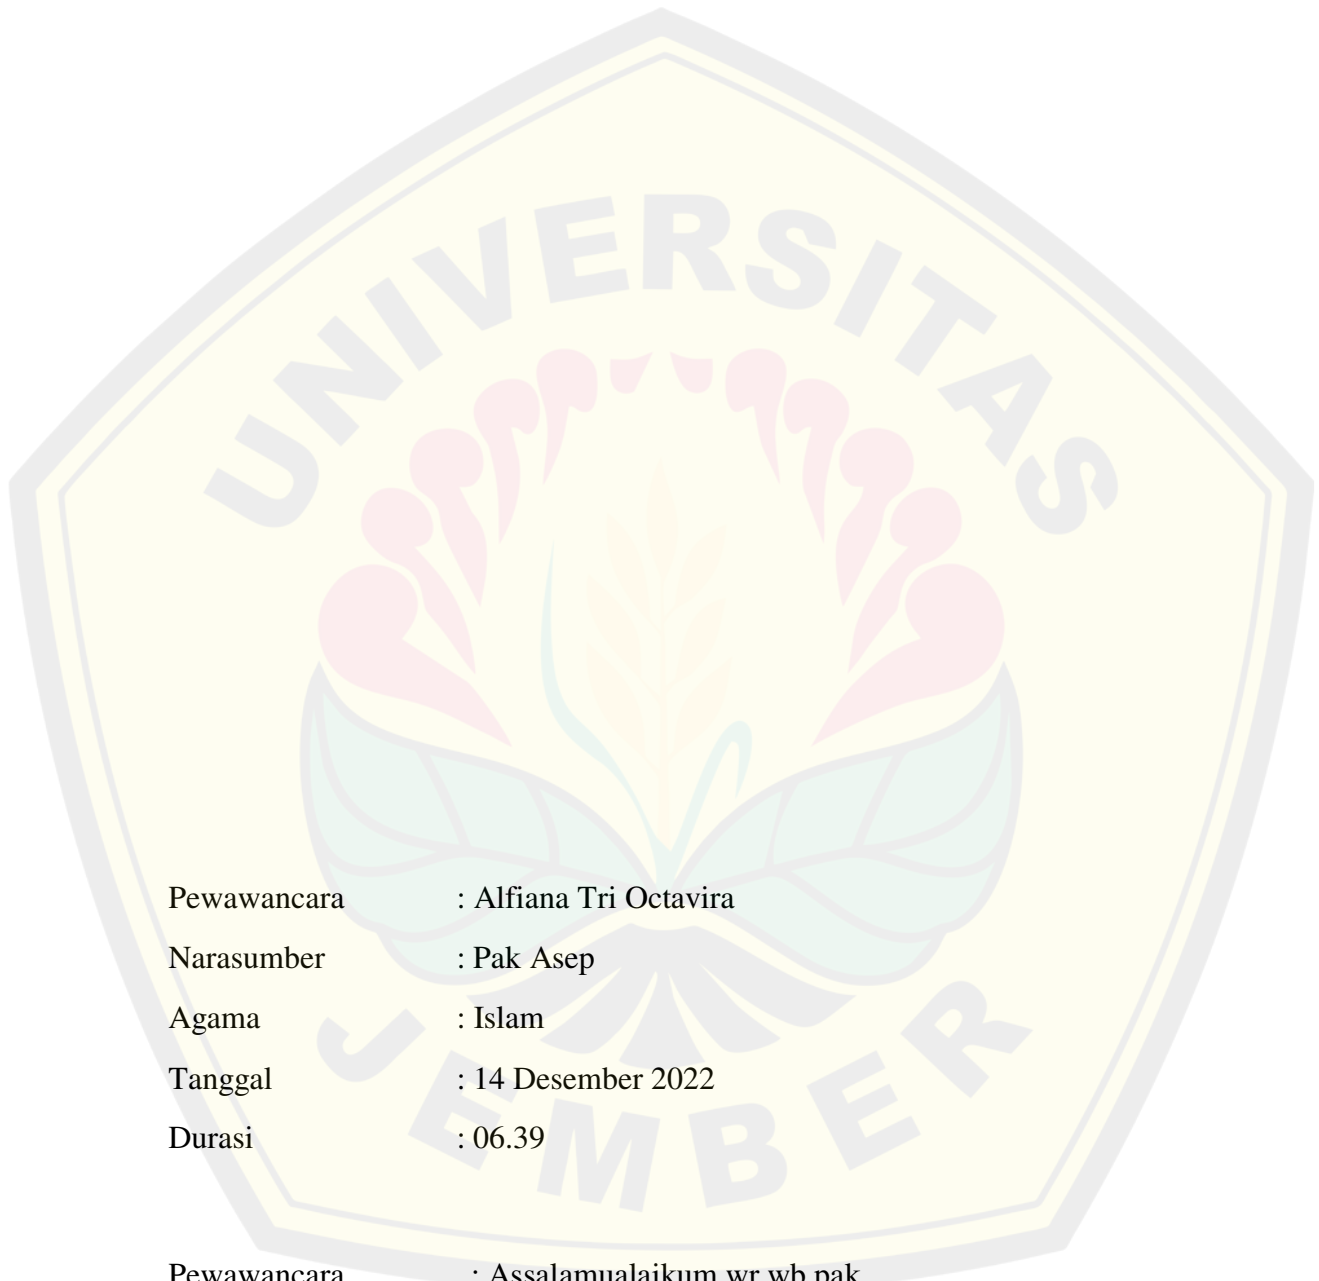 UNIVERSITAS
Pewawancara : Alfiana Tri Octavira
Narasumber : Pak Asep
Agama : Islam
Tanggal : 14 Desember 2022
Durasi : 06.39
JEMBER
Pewawancara : Assalamualaikum wr wb pak